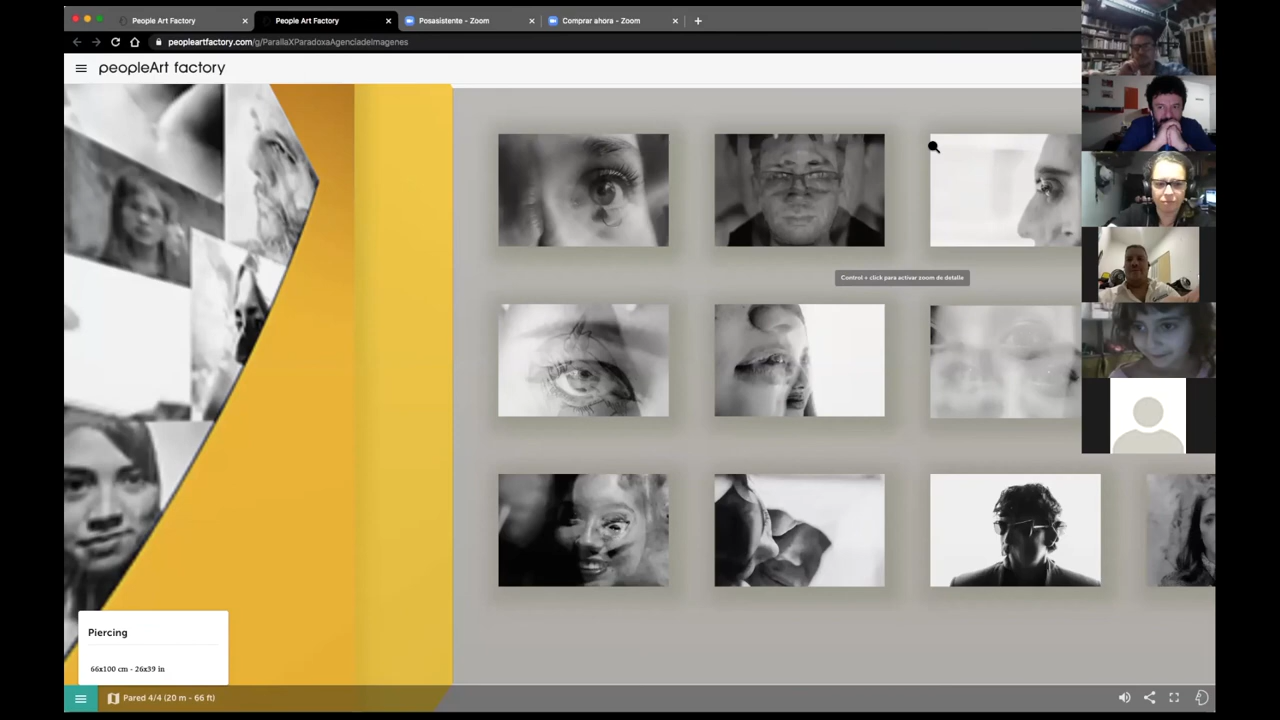 People Art Factory
People Art Factory
Posasistente - Zoom
Comprar ahora - Zoom
peopleartfactory.com/g/ParallaXParadoxaAgenciadeImagenes
peopleArt factory
Control + click para activar zoom de detalle
Piercing
66x100 cm - 26x39 in
Pared 4/4 (20 m - 66 ft)